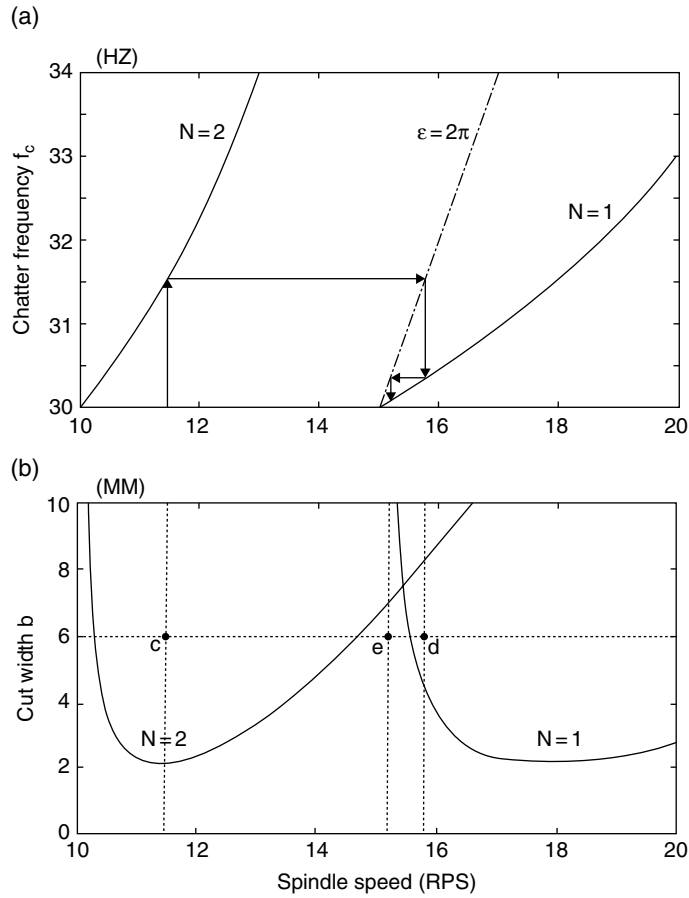 (a)
(HZ)
34
33
32
31
30
Chatter frequency f_c
N=2
ε=2π
N=1
10 12 14 16 18 20
(b)
(MM)
10
8
6
4
2
0
Cut width b
c e d
N=2
N=1
10 12 14 16 18 20
Spindle speed (RPS)